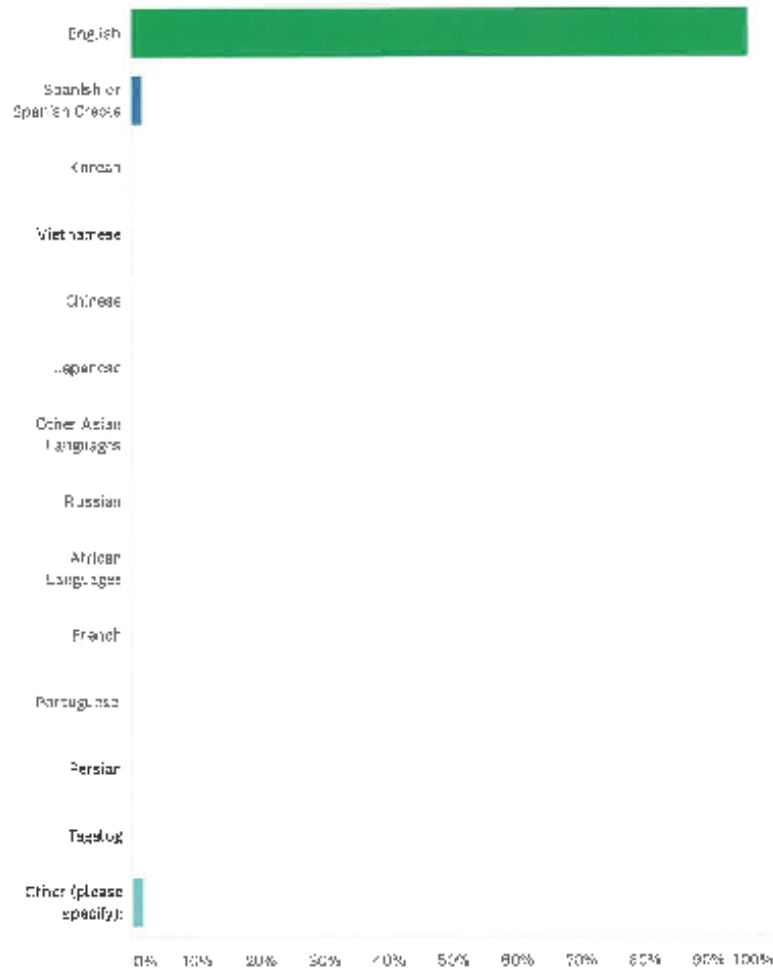 English
Spanish or
Spanish Creole
Korean
Vietnamese
Chinese
Japanese
Other Asian
Languages
Russian
African
Languages
French
Portuguese
Persian
Tagalog
Other (please
specify):
0% 10% 20% 30% 40% 50% 60% 70% 80% 90% 100%